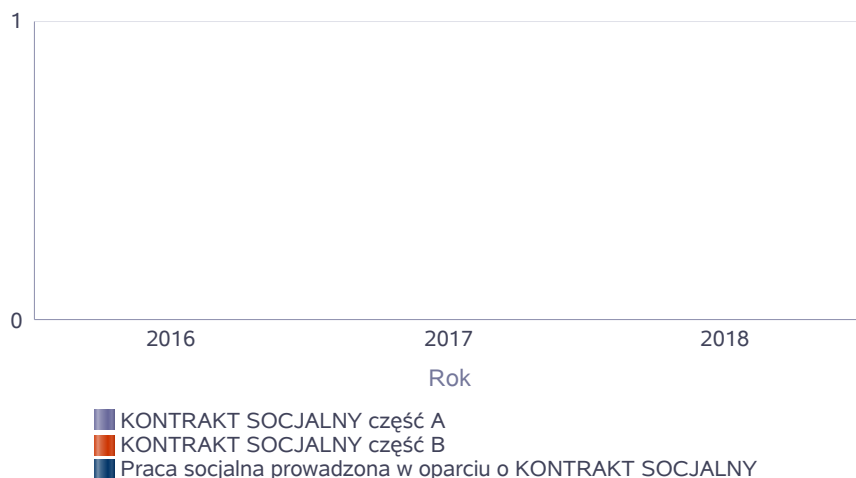 1
0
2016 2017 2018
Rok
KONTRAKT SOCJALNY część A
KONTRAKT SOCJALNY część B
Praca socjalna prowadzona w oparciu o KONTRAKT SOCJALNY